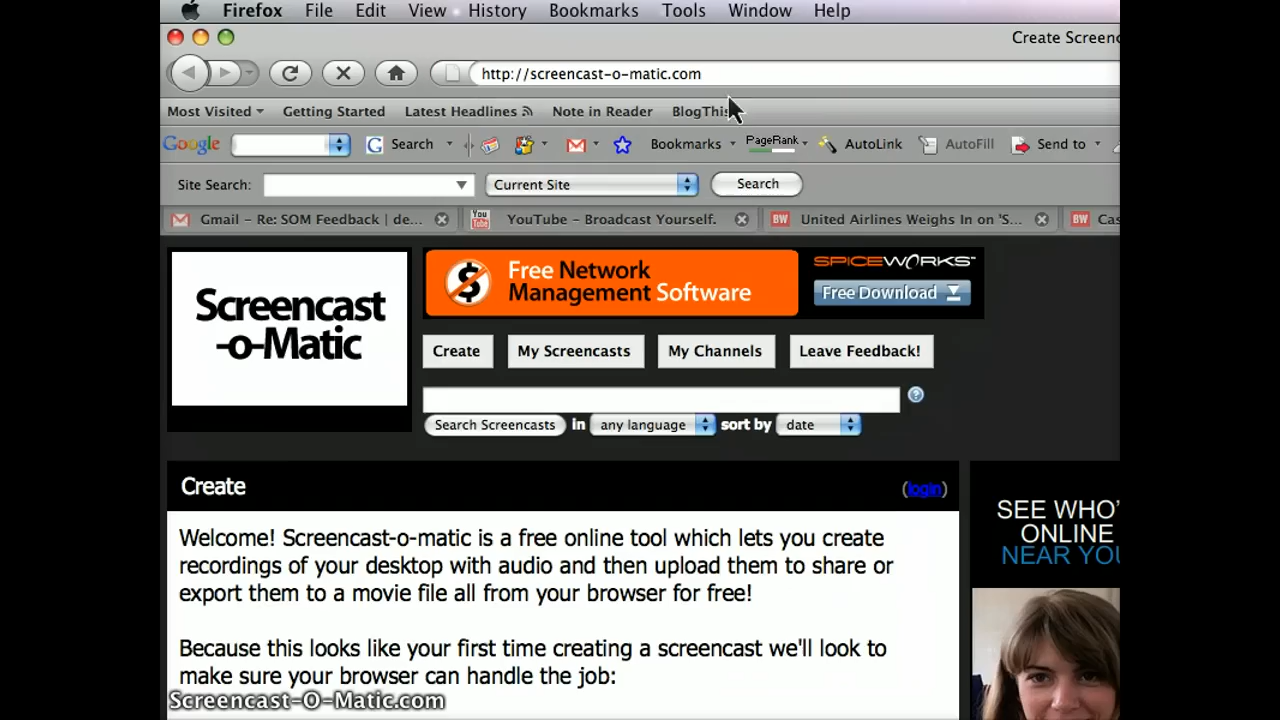 Firefox File Edit View History Bookmarks Tools Window Help
Create Screenc
http://screencast-o-matic.com
Most Visited Getting Started Latest Headlines Note in Reader BlogThis
Google Search Bookmarks PageRank AutoLink AutoFill Send to
Site Search: Current Site Search
Gmail - Re: SOM Feedback | de... You Tube YouTube - Broadcast Yourself. BW United Airlines Weighs In on 'S... BW Cas
Screencast
-o-Matic
Free Network
Management Software
SPICEWORKS
Free Download
Create My Screencasts My Channels Leave Feedback!
Search Screencasts in any language sort by date
Create (login)
Welcome! Screencast-o-matic is a free online tool which lets you create
recordings of your desktop with audio and then upload them to share or
export them to a movie file all from your browser for free!
Because this looks like your first time creating a screencast we'll look to
make sure your browser can handle the job:
SEE WHO'
ONLINE
NEAR YOU
Screencast-O-Matic.com